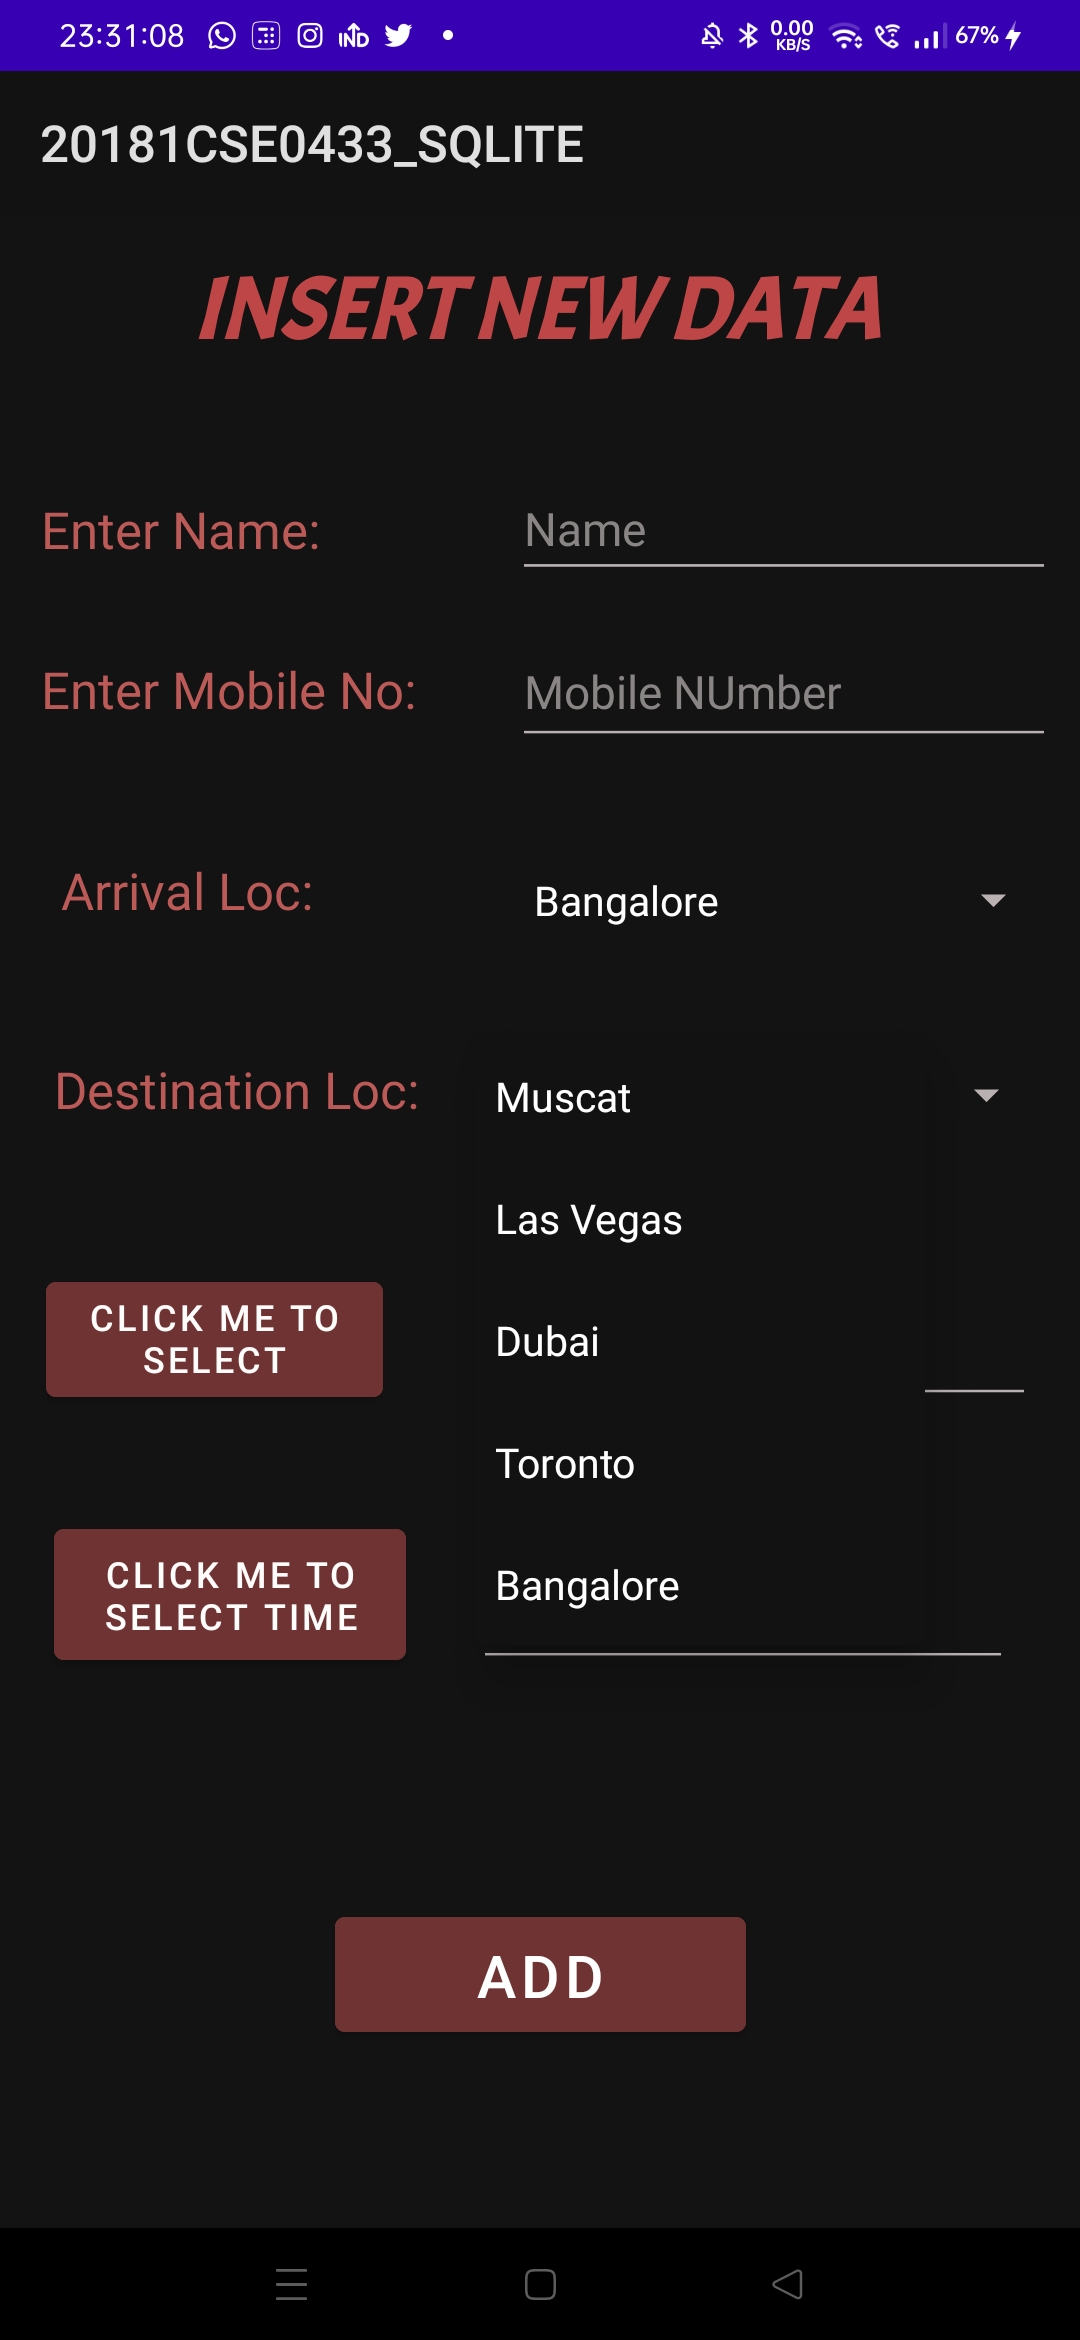 23:31:08 IND 0.00 KB/S 67%
20181CSE0433_SQLITE
INSERT NEW DATA
Enter Name: Name
Enter Mobile No: Mobile NUmber
Arrival Loc: Bangalore
Destination Loc: Muscat
Las Vegas
CLICK ME TO
SELECT
Dubai
Toronto
CLICK ME TO
SELECT TIME
Bangalore
ADD